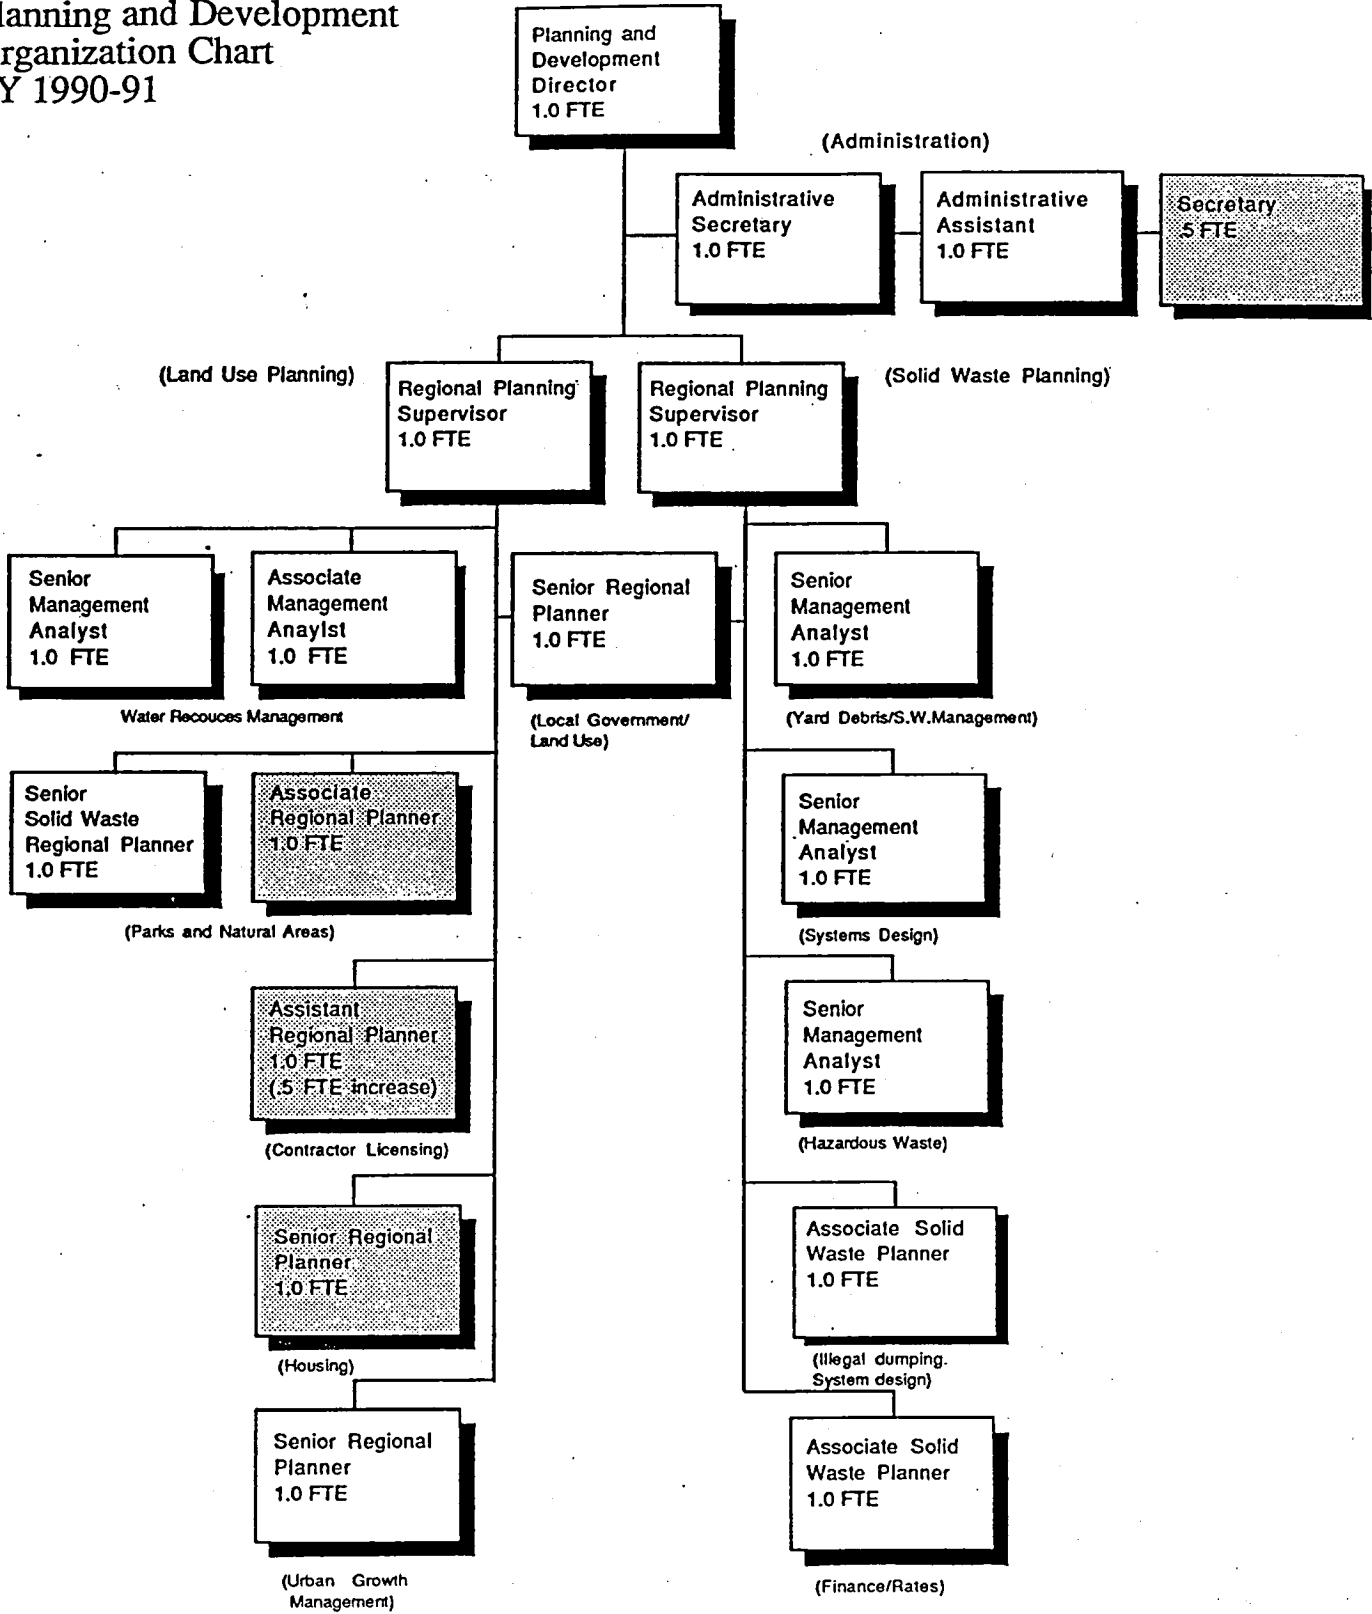 lanning and Development
rganization Chart
Y 1990-91
Planning and
Development
Director
1.0 FTE
(Administration)
Administrative
Secretary
1.0 FTE
Administrative
Assistant
1.0 FTE
Secretary
.5 FTE
(Land Use Planning)
Regional Planning
Supervisor
1.0 FTE
Regional Planning
Supervisor
1.0 FTE
(Solid Waste Planning)
Senior
Management
Analyst
1.0 FTE
Associate
Management
Anaylst
1.0 FTE
Water Recouces Management
Senior Regional
Planner
1.0 FTE
(Local Government/
Land Use)
Senior
Management
Analyst
1.0 FTE
(Yard Debris/S.W.Management)
Senior
Solid Waste
Regional Planner
1.0 FTE
Associate
Regional Planner
1.0 FTE
(Parks and Natural Areas)
Senior
Management
Analyst
1.0 FTE
(Systems Design)
Assistant
Regional Planner
1.0 FTE
(.5 FTE increase)
(Contractor Licensing)
Senior
Management
Analyst
1.0 FTE
(Hazardous Waste)
Senior Regional
Planner
1.0 FTE
(Housing)
Associate Solid
Waste Planner
1.0 FTE
(Illegal dumping.
System design)
Senior Regional
Planner
1.0 FTE
(Urban Growth
Management)
Associate Solid
Waste Planner
1.0 FTE
(Finance/Rates)